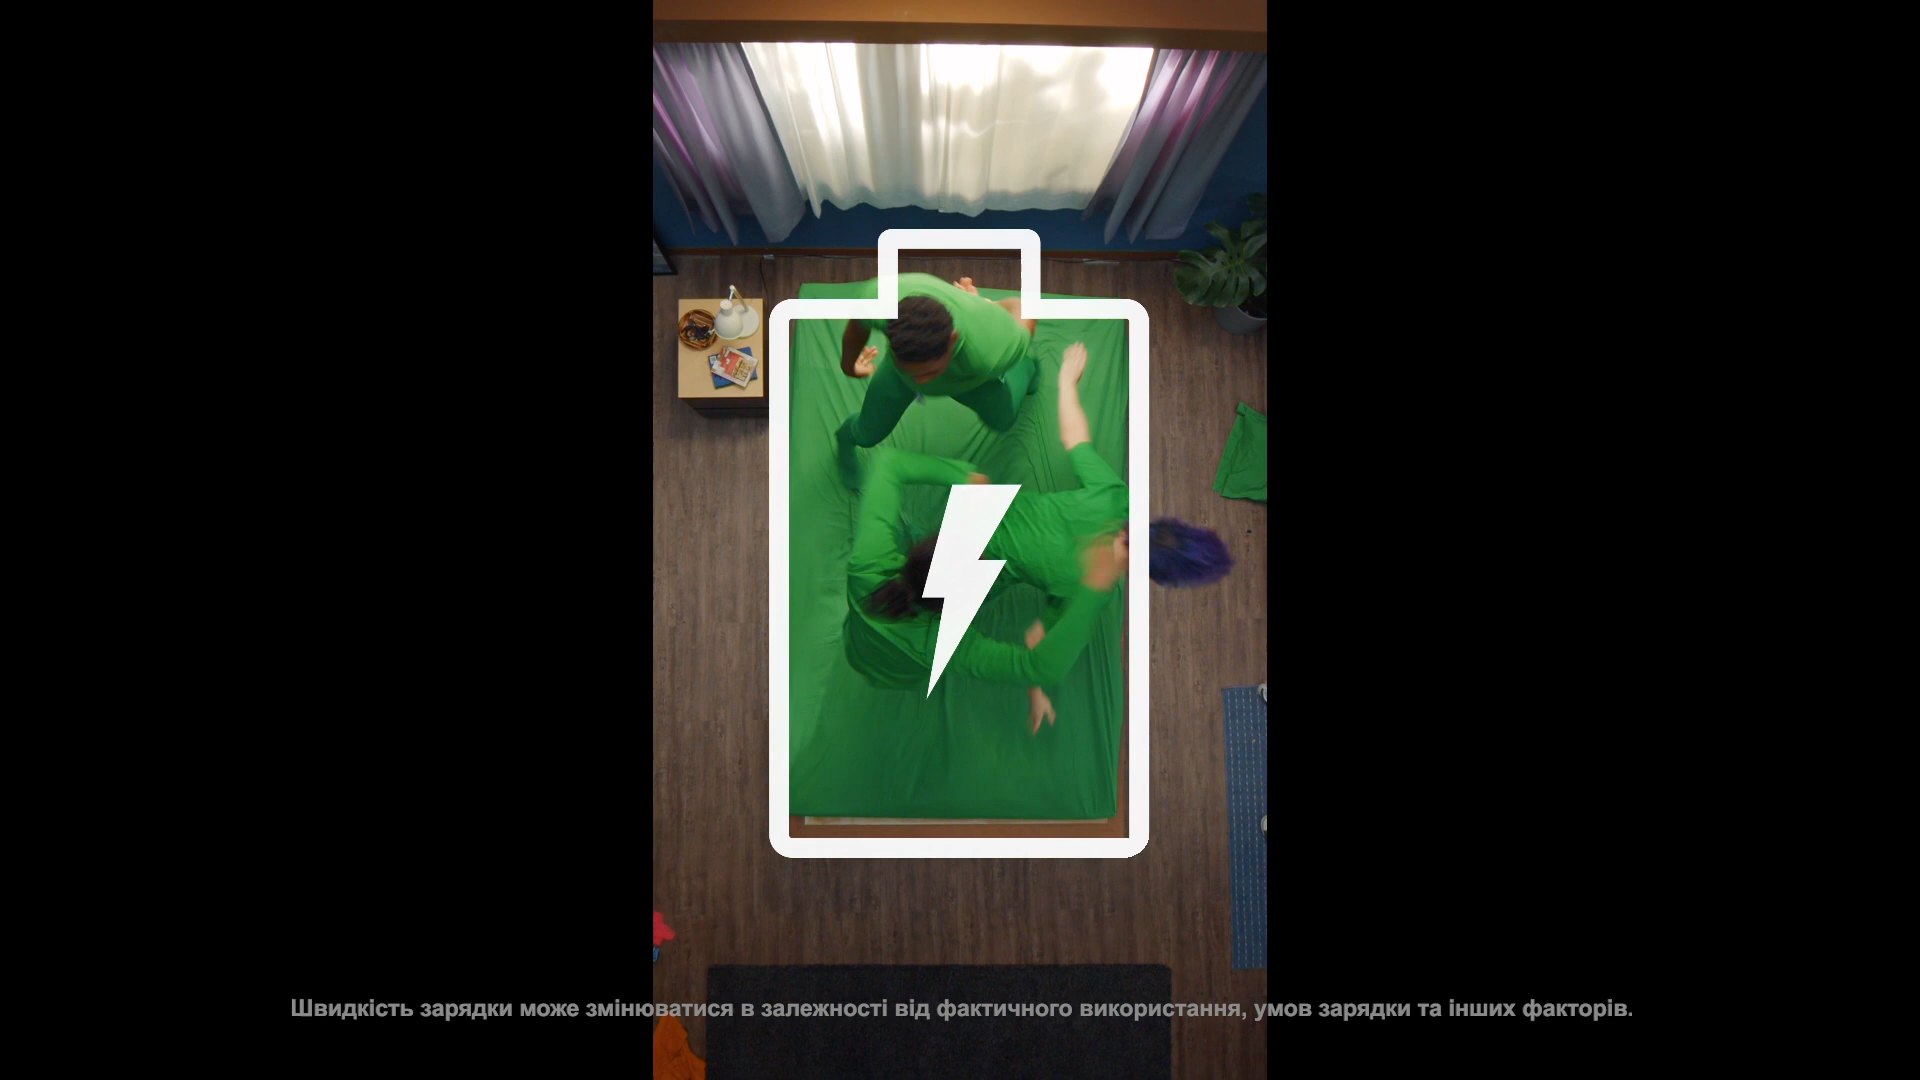 Швидкість зарядки може змінюватися в залежності від фактичного використання, умов зарядки та інших факторів.